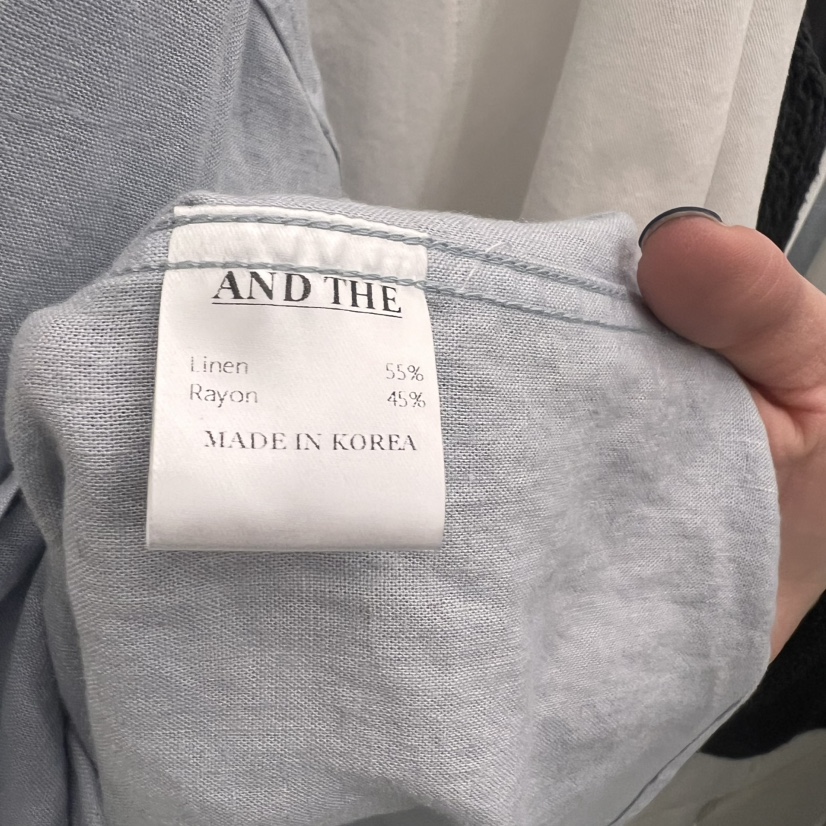 AND THE
Linen 55%
Rayon 45%
MADE IN KOREA